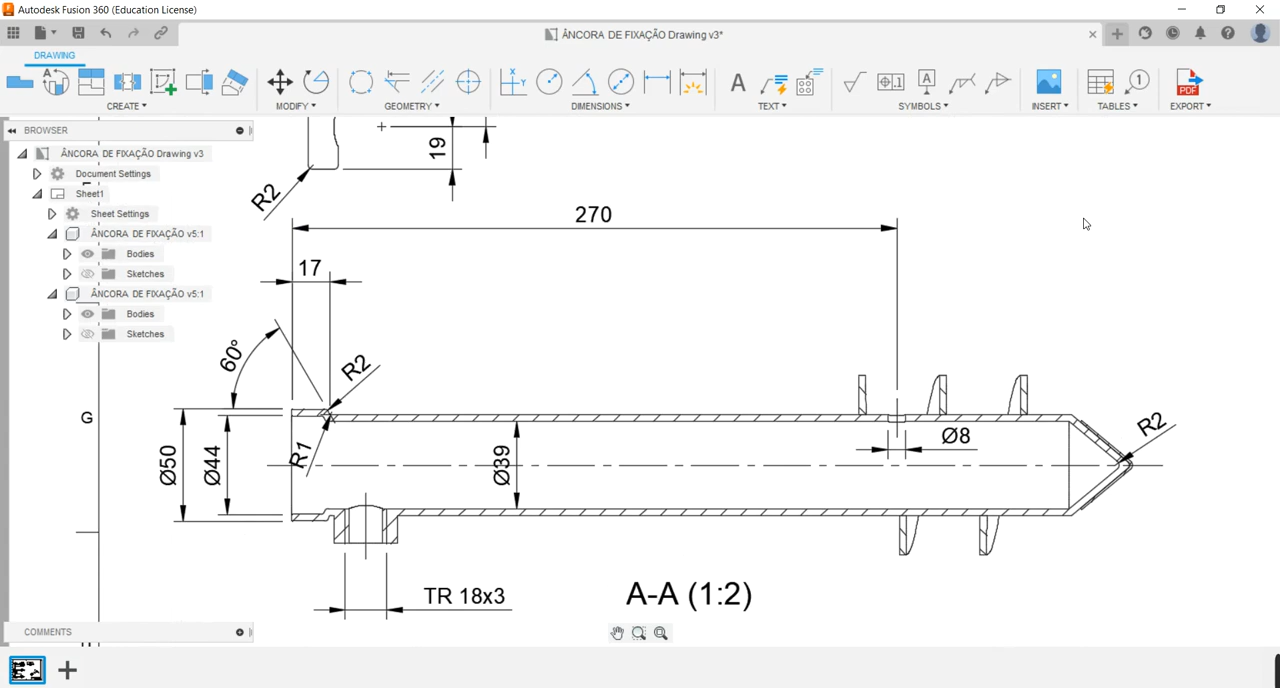 Autodesk Fusion 360 (Education License)
ÂNCORA DE FIXAÇÃO Drawing v3*
DRAWING
CREATE
MODIFY
GEOMETRY
DIMENSIONS
TEXT
SYMBOLS
INSERT
TABLES
EXPORT
BROWSER
ÂNCORA DE FIXAÇÃO Drawing v3
Document Settings
Sheet1
Sheet Settings
ÂNCORA DE FIXAÇÃO v5:1
Bodies
Sketches
ÂNCORA DE FIXAÇÃO v5:1
Bodies
Sketches
19
R2
270
17
60°
R2
G
R1
Ø50
Ø44
Ø39
Ø8
R2
TR 18x3
A-A (1:2)
COMMENTS